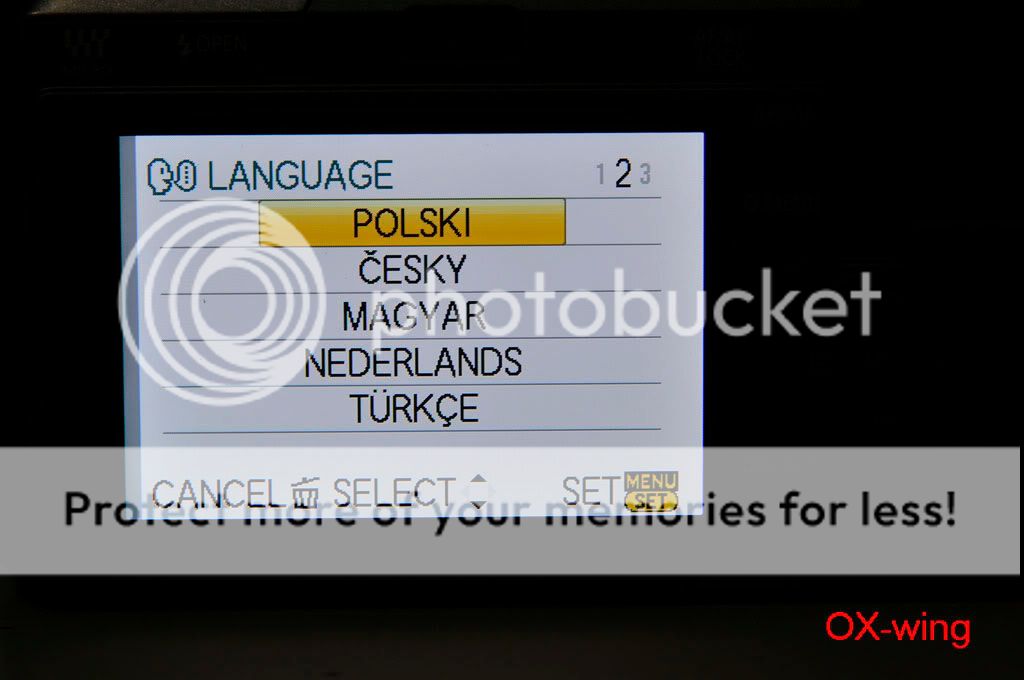 OPEN
LANGUAGE
1 2 3
POLSKI
ČESKY
photobucket
MAGYAR
NEDERLANDS
TÜRKÇE
CANCEL SELECT SET MENU SET
Protect more of your memories for less!
OX-wing